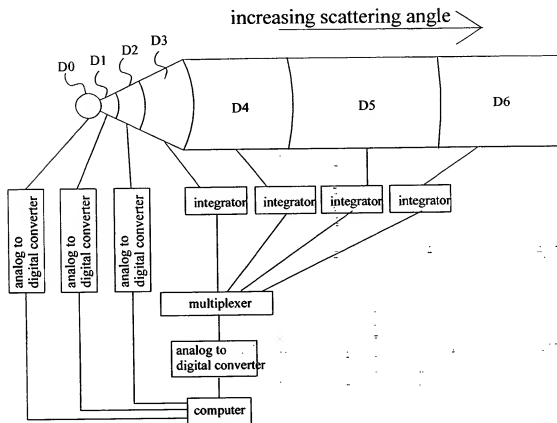 increasing scattering angle
D0
D1
D2
D3
D4
D5
D6
analog to
digital converter
analog to
digital converter
analog to
digital converter
integrator
integrator
integrator
integrator
multiplexer
analog to
digital converter
computer